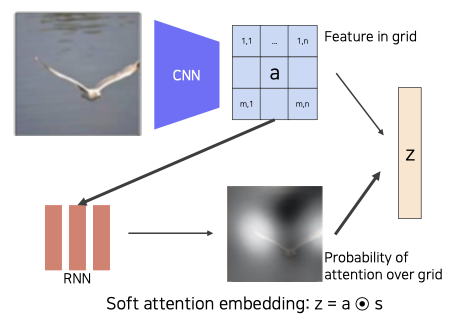 1,1 ... 1,n
Feature in grid
CNN
a
m,1 m,n
z
RNN
Probability of
attention over grid
Soft attention embedding: z = a ⊙ s